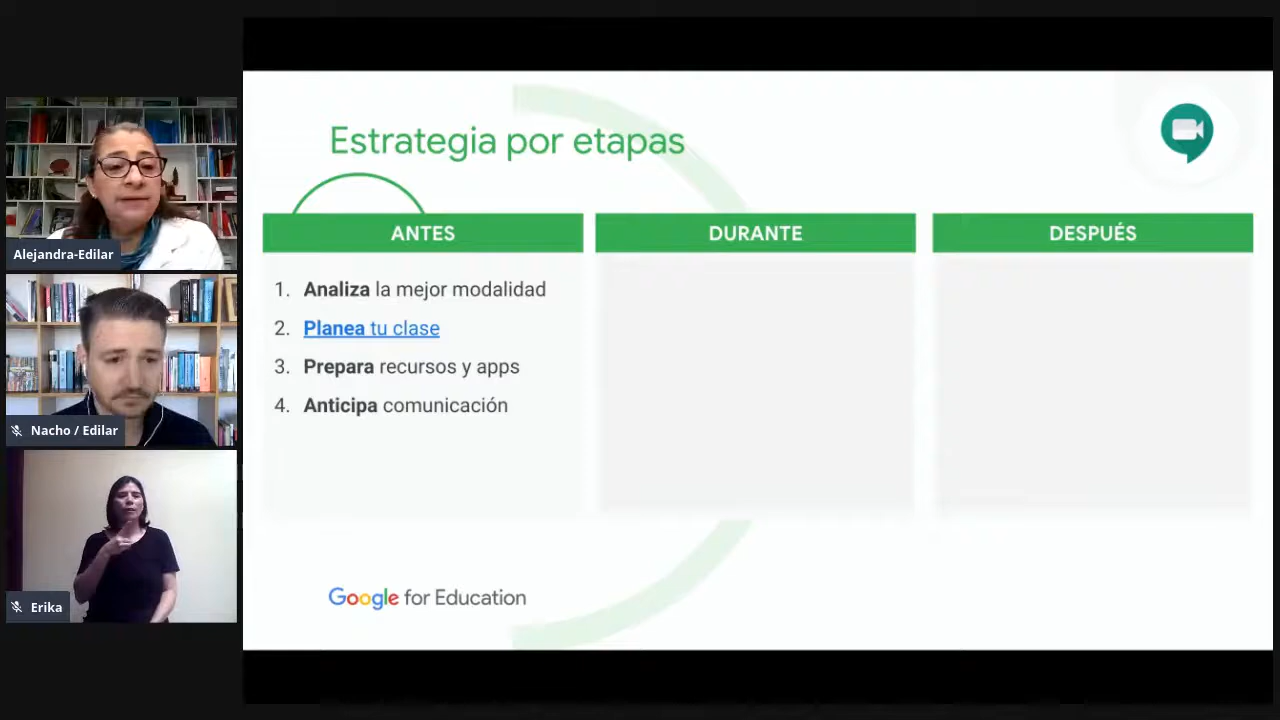 Alejandra-Edilar
Nacho / Edilar
Erika
Estrategia por etapas
ANTES
1. Analiza la mejor modalidad
2. Planea tu clase
3. Prepara recursos y apps
4. Anticipa comunicación
DURANTE
DESPUÉS
Google for Education